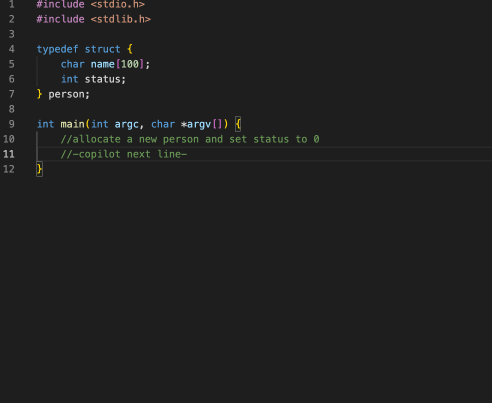 1 #include <stdio.h>
2 #include <stdlib.h>
3
4 typedef struct {
5     char name[100];
6     int status;
7 } person;
8
9 int main(int argc, char *argv[]) {
10     //allocate a new person and set status to 0
11     //-copilot next line-
12 }